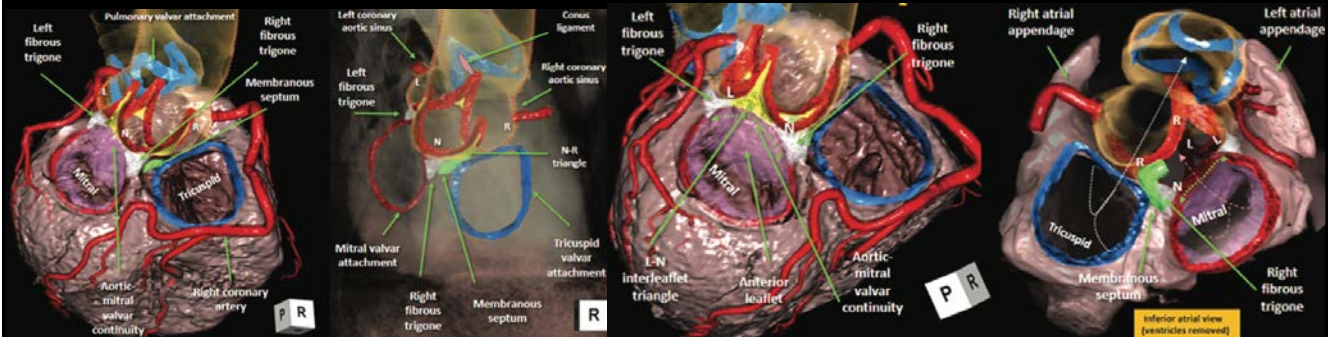 Pulmonary valvar attachment
Left
fibrous
trigone
Right
fibrous
trigone
Membranous
septum
L
N
R
Mitral
Tricuspid
Aortic-
mitral
valvar
continuity
Right coronary
artery
P R
Left coronary
aortic sinus
Conus
ligament
Left
fibrous
trigone
Right coronary
aortic sinus
L
R
N
N-R
triangle
Mitral valvar
attachment
Tricuspid
valvar
attachment
Right
fibrous
trigone
Membranous
septum
R
Left
fibrous
trigone
Right
fibrous
trigone
L
N
Mitral
L-N
interleaflet
triangle
Anterior
leaflet
Aortic-
mitral
valvar
continuity
P R
Right atrial
appendage
Left atrial
appendage
R
L
L
R
N
Mitral
Tricuspid
Membranous
septum
Right
fibrous
trigone
Inferior atrial view
(ventricles removed)